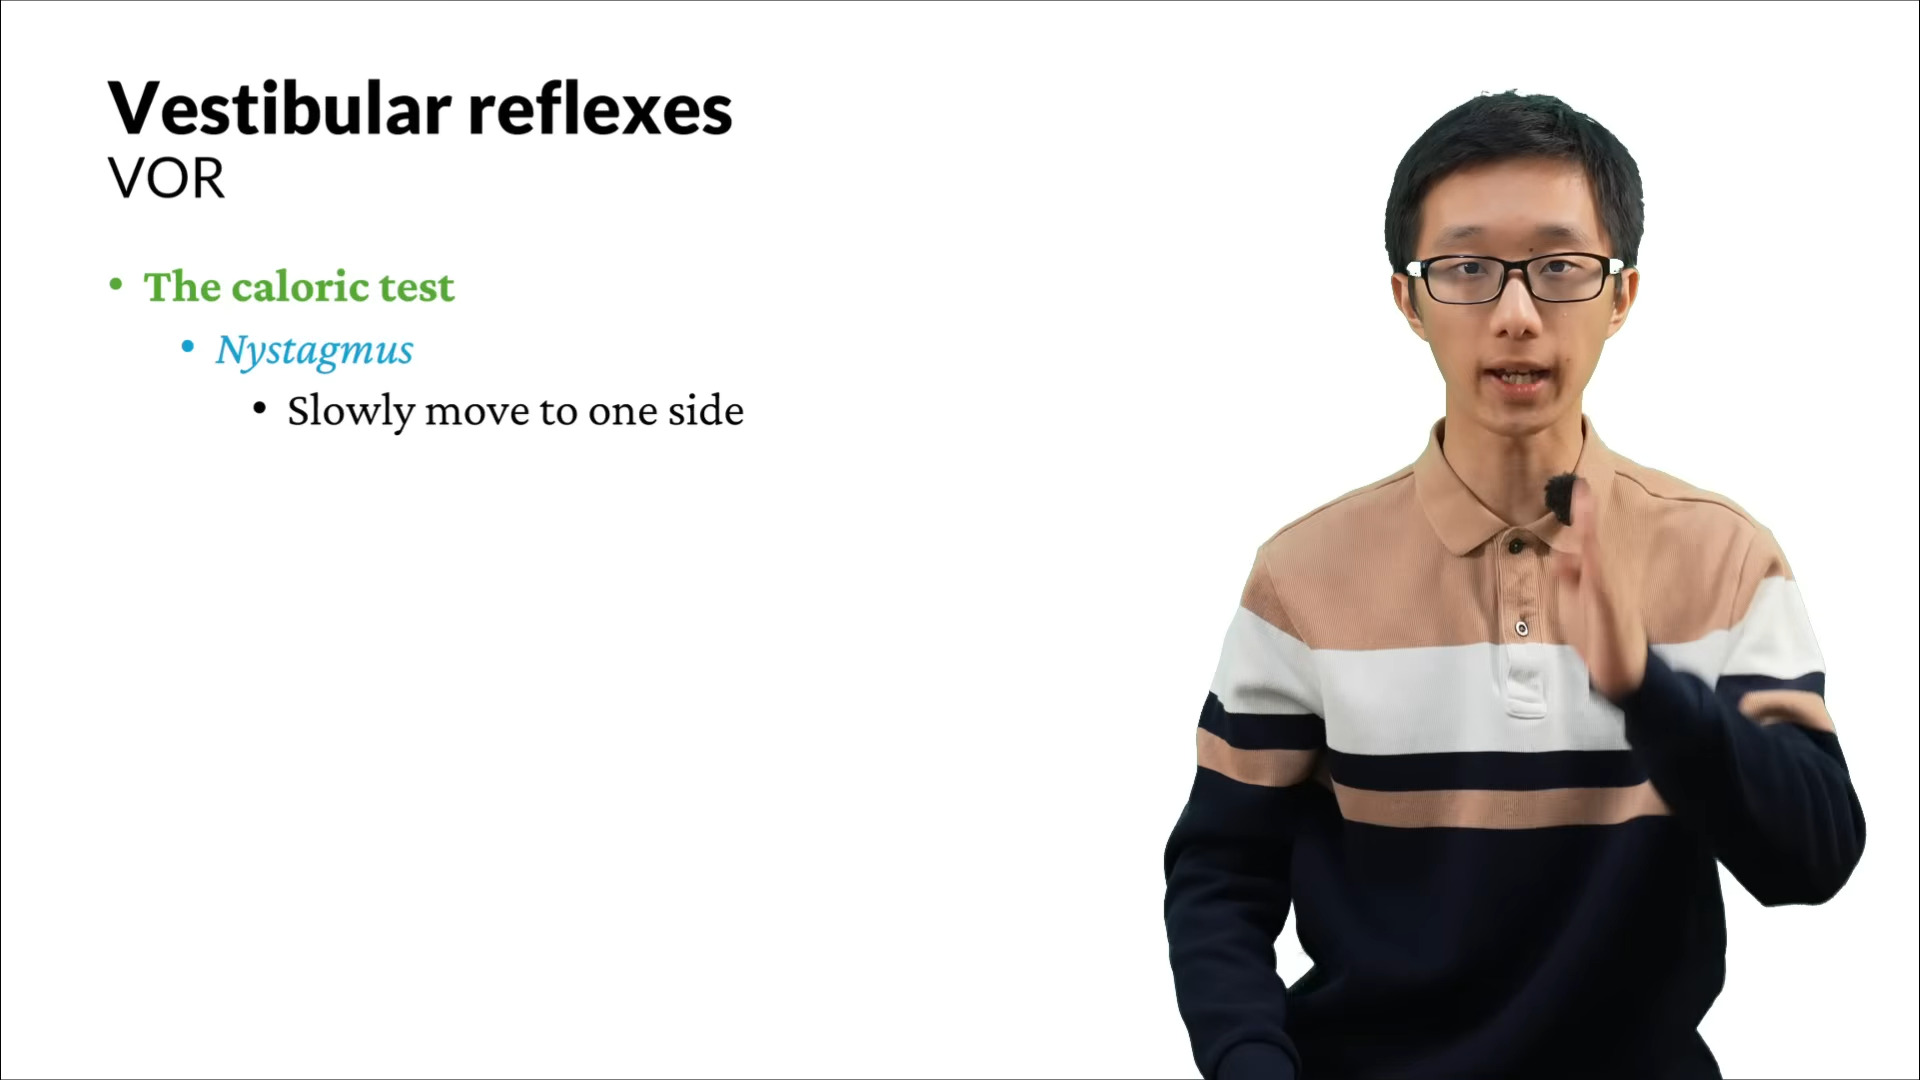 Vestibular reflexes
VOR
• The caloric test
• Nystagmus
• Slowly move to one side